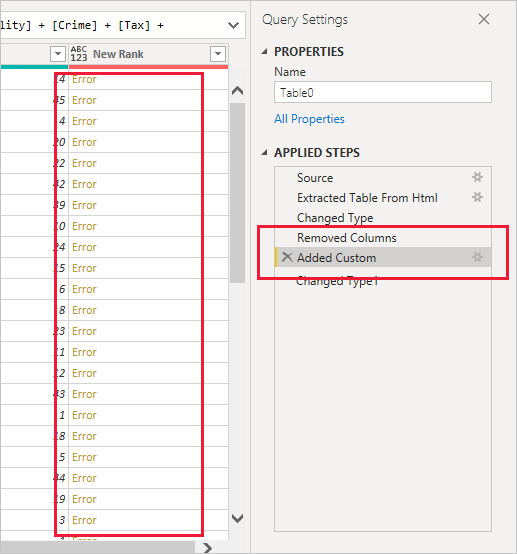 lity] + [Crime] + [Tax] +
ABC
123 New Rank
14 Error
45 Error
4 Error
20 Error
22 Error
42 Error
39 Error
10 Error
24 Error
15 Error
6 Error
8 Error
23 Error
11 Error
12 Error
43 Error
1 Error
18 Error
5 Error
44 Error
19 Error
3 Error
Query Settings
PROPERTIES
Name
Table0
All Properties
APPLIED STEPS
Source
Extracted Table From Html
Changed Type
Removed Columns
Added Custom
Changed Type1